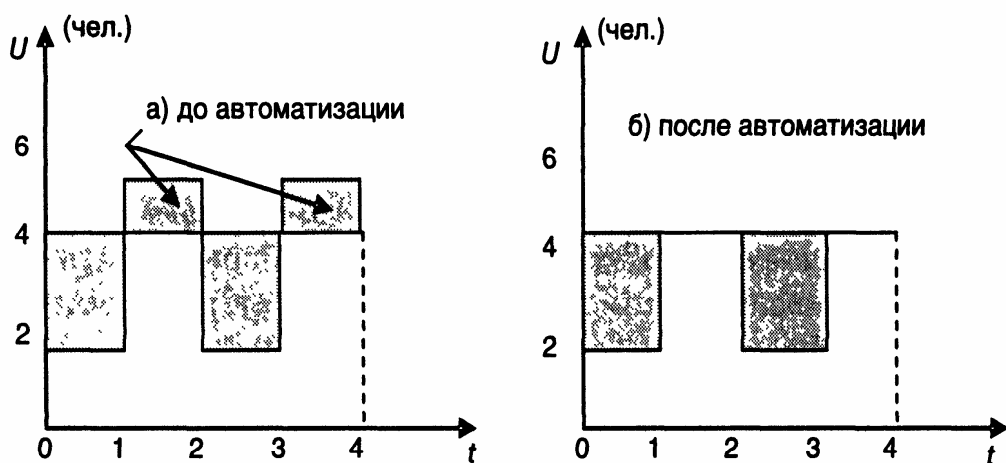 U (чел.)
а) до автоматизации
6
4
2
0 1 2 3 4 t
U (чел.)
б) после автоматизации
6
4
2
0 1 2 3 4 t